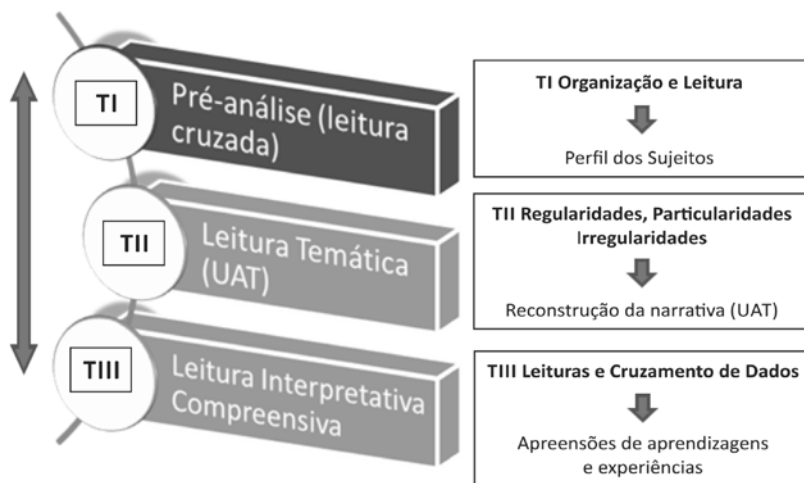 TI
Pré-análise (leitura
cruzada)
TI Organização e Leitura
Perfil dos Sujeitos
TII
Leitura Temática
(UAT)
TII Regularidades, Particularidades
Irregularidades
Reconstrução da narrativa (UAT)
TIII
Leitura Interpretativa
Compreensiva
TIII Leituras e Cruzamento de Dados
Apreensões de aprendizagens
e experiências